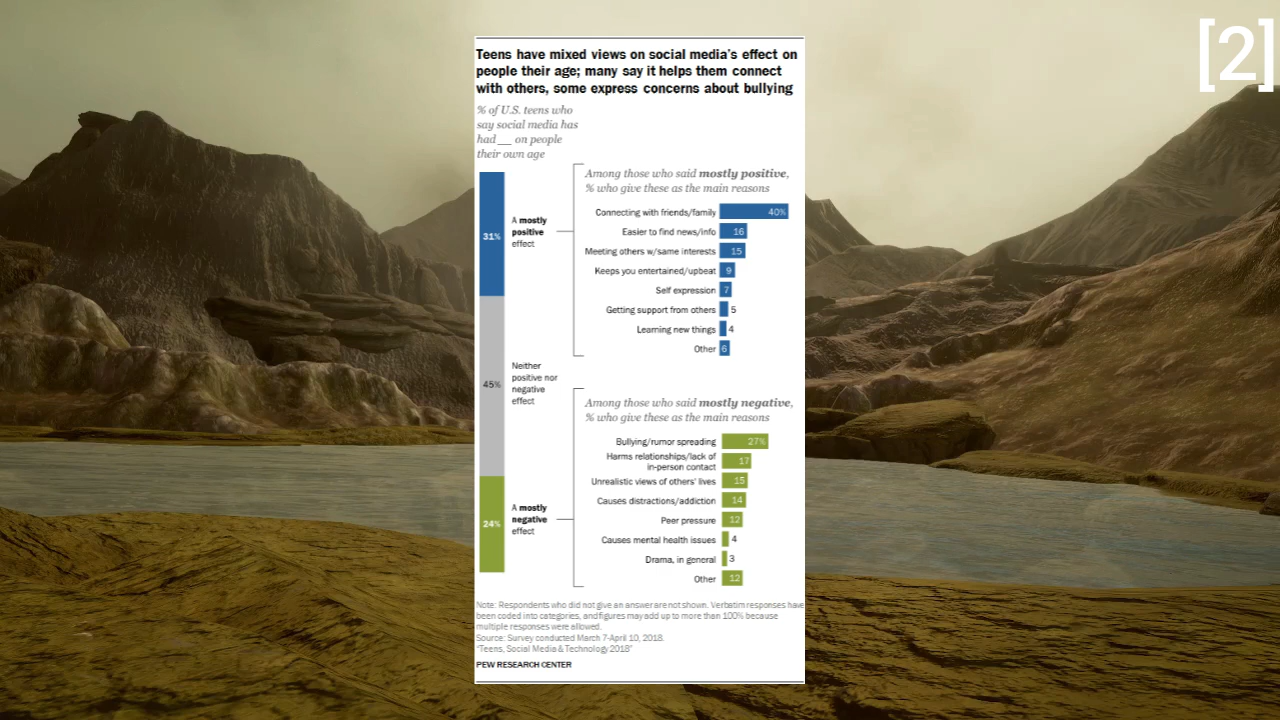 [2]
Teens have mixed views on social media's effect on
people their age; many say it helps them connect
with others, some express concerns about bullying
% of U.S. teens who
say social media has
had__ on people
their own age
31%
A mostly
positive
effect
45%
Neither
positive nor
negative
effect
24%
A mostly
negative
effect
Among those who said mostly positive,
% who give these as the main reasons
Connecting with friends/family 40%
Easier to find news/info 16
Meeting others w/same interests 15
Keeps you entertained/upbeat 9
Self expression 7
Getting support from others 5
Learning new things 4
Other 6
Among those who said mostly negative,
% who give these as the main reasons
Bullying/rumor spreading 27%
Harms relationships/lack of
in-person contact 17
Unrealistic views of others' lives 15
Causes distractions/addiction 14
Peer pressure 12
Causes mental health issues 4
Drama, in general 3
Other 12
Note: Respondents who did not give an answer are not shown. Verbatim responses have
been coded into categories, and figures may add up to more than 100% because
multiple responses were allowed.
Source: Survey conducted March 7-April 10, 2018.
"Teens, Social Media & Technology 2018"
PEW RESEARCH CENTER